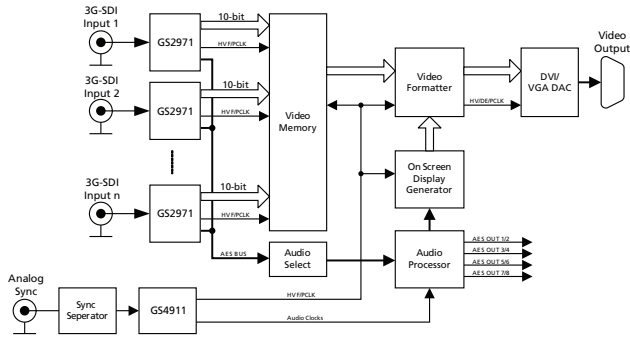 3G-SDI
Input 1
GS2971
10-bit
HVF/PCLK
3G-SDI
Input 2
GS2971
10-bit
HVF/PCLK
3G-SDI
Input n
GS2971
10-bit
HVF/PCLK
Video
Memory
Video
Formatter
HV/DE/PCLK
DVI/
VGA DAC
Video
Output
On Screen
Display
Generator
AES BUS
Audio
Select
Audio
Processor
AES OUT 1/2
AES OUT 3/4
AES OUT 5/6
AES OUT 7/8
Analog
Sync
Sync
Seperator
GS4911
HVF/PCLK
Audio Clocks